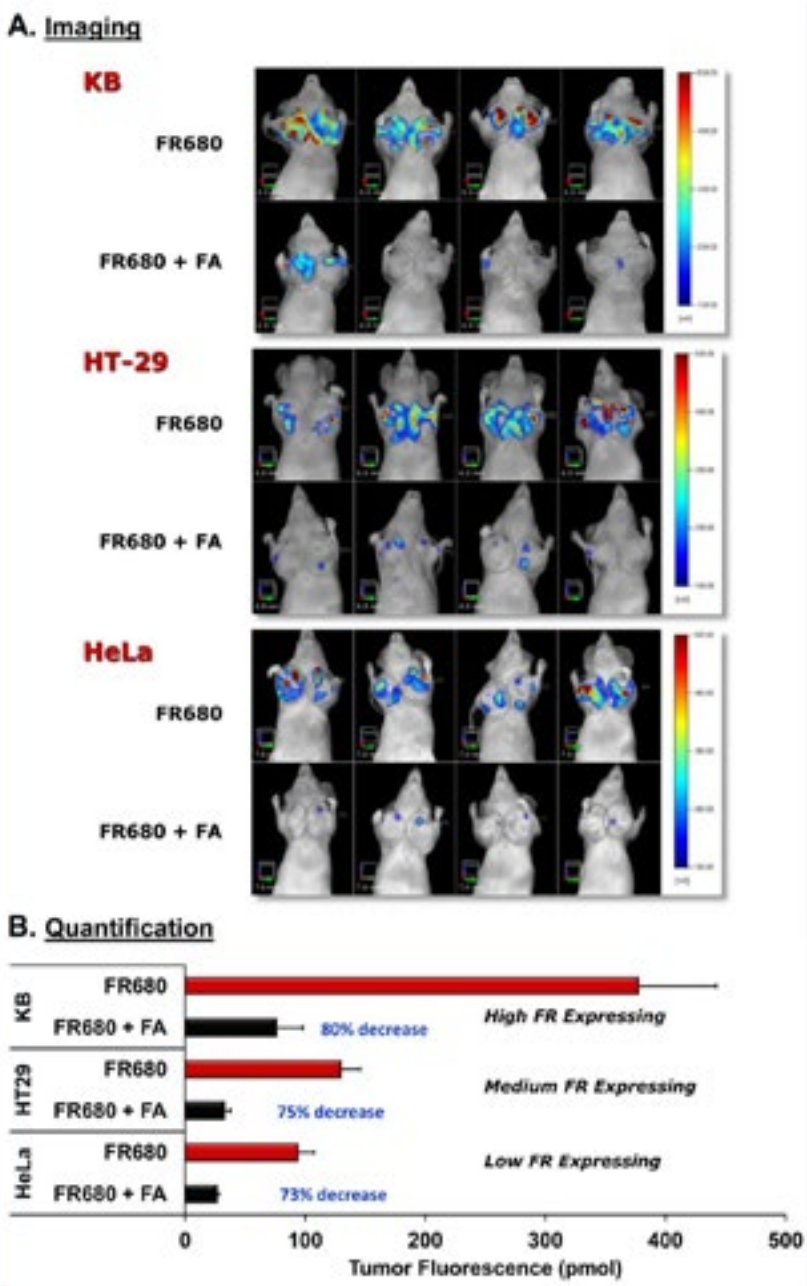 A. Imaging
KB
FR680
FR680 + FA
HT-29
FR680
FR680 + FA
HeLa
FR680
FR680 + FA
B. Quantification
KB
FR680
FR680 + FA
80% decrease
High FR Expressing
HT29
FR680
FR680 + FA
75% decrease
Medium FR Expressing
HeLa
FR680
FR680 + FA
73% decrease
Low FR Expressing
0 100 200 300 400 500
Tumor Fluorescence (pmol)